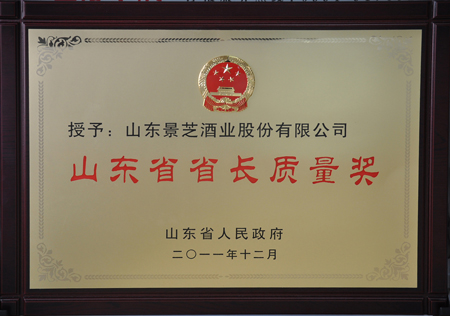 授予：山东景芝酒业股份有限公司
山东省省长质量奖
山东省人民政府
二〇一一年十二月